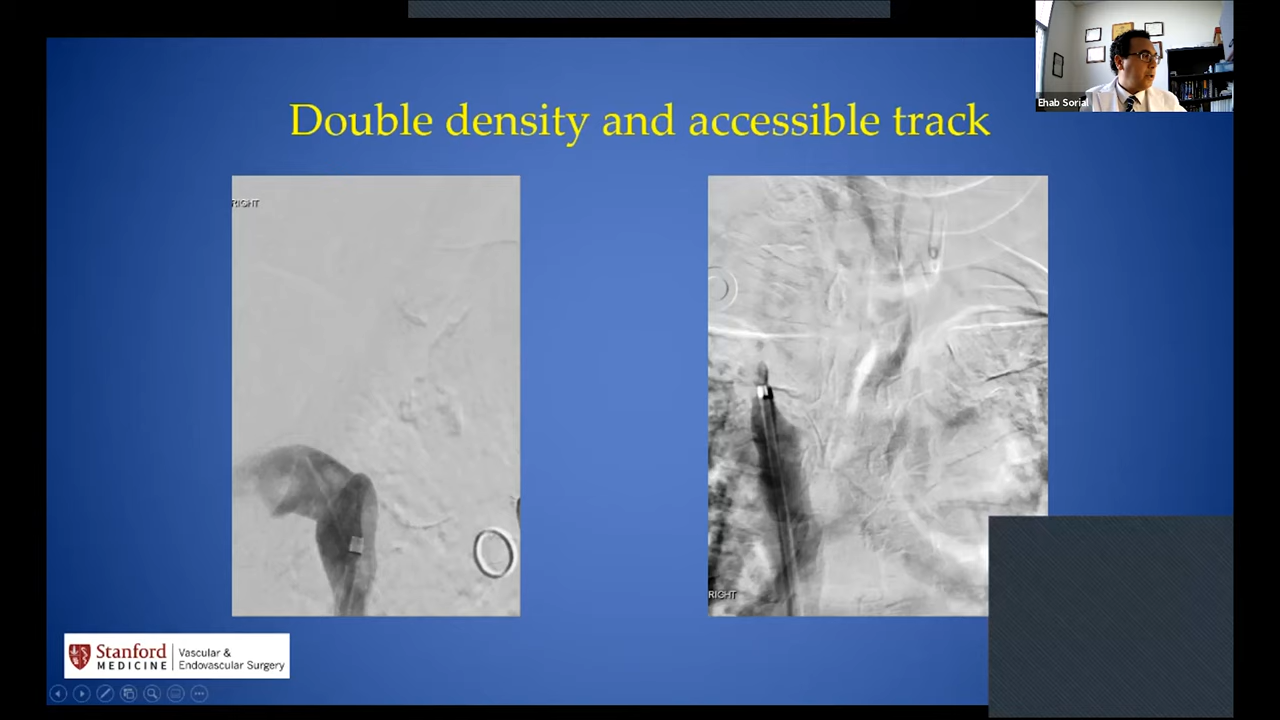 Double density and accessible track
Ehab Sorial
RIGHT
RIGHT
Stanford
MEDICINE
Vascular &
Endovascular Surgery